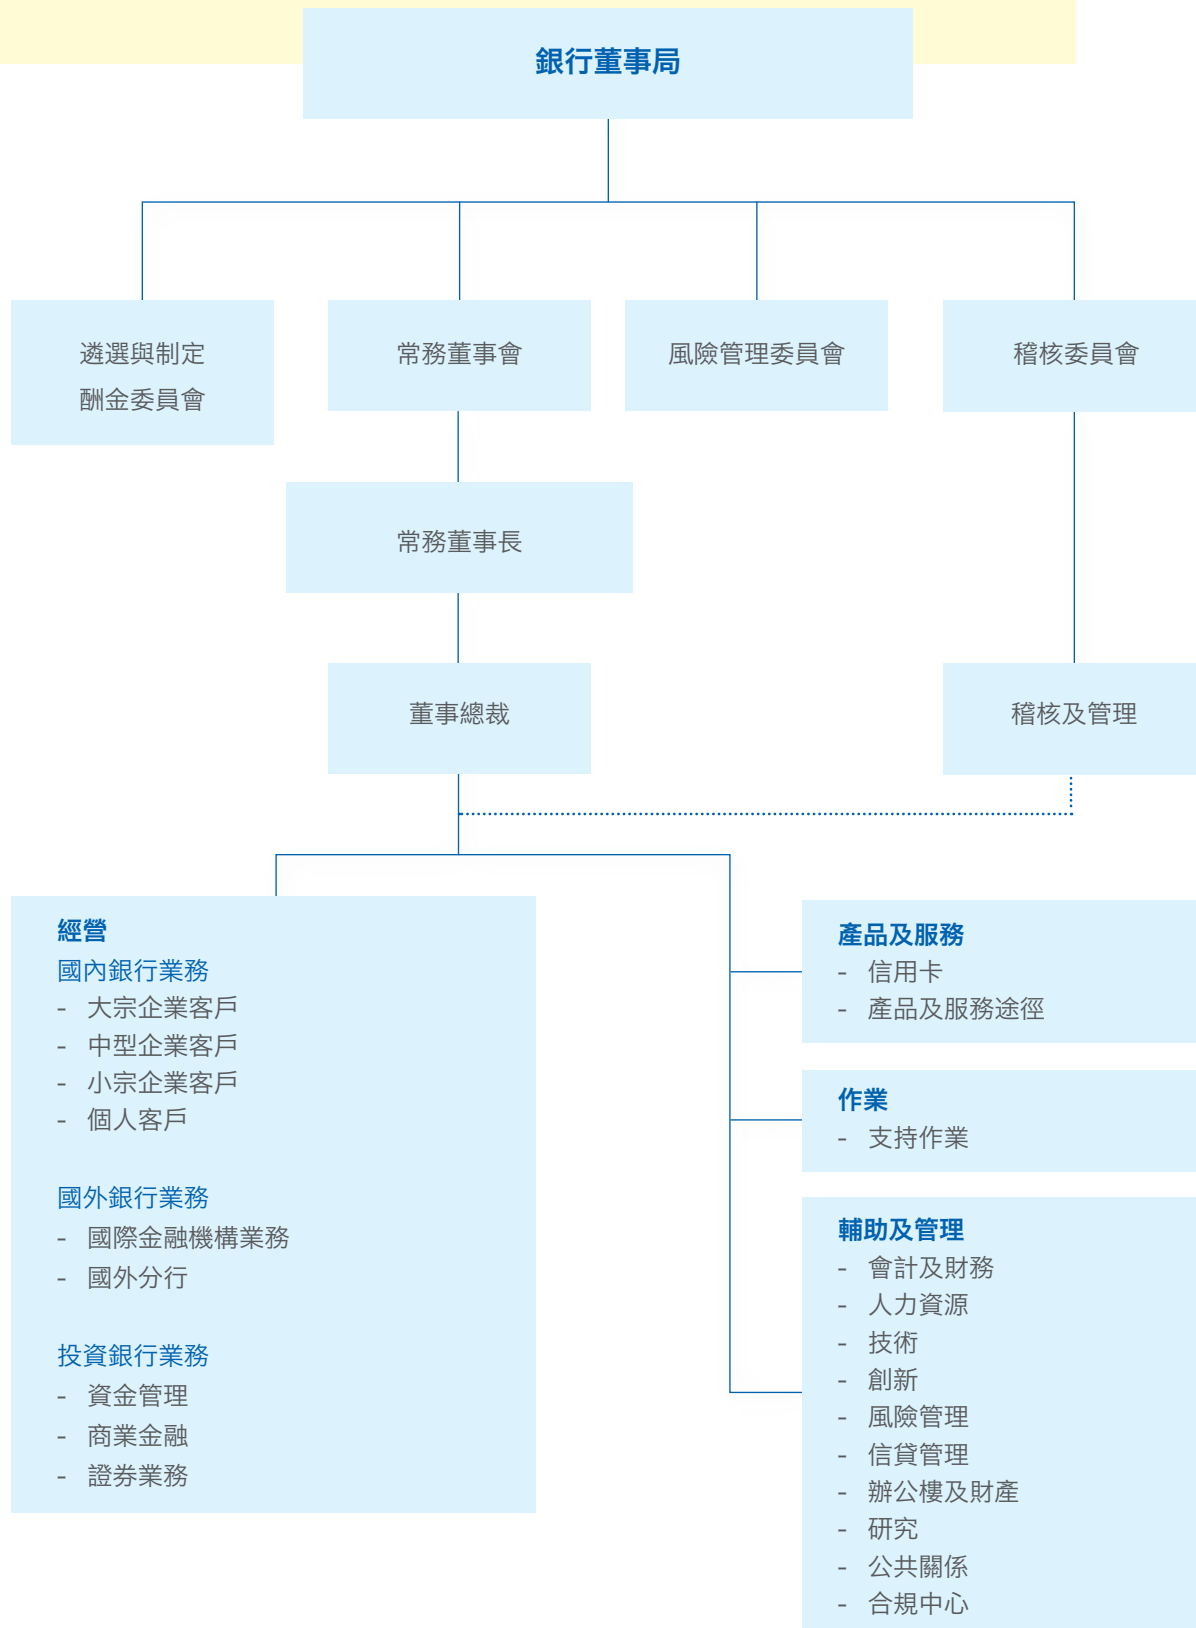 銀行董事局
遴選與制定
酬金委員會
常務董事會
風險管理委員會
稽核委員會
常務董事長
董事總裁
稽核及管理
經營
國內銀行業務
- 大宗企業客戶
- 中型企業客戶
- 小宗企業客戶
- 個人客戶
國外銀行業務
- 國際金融機構業務
- 國外分行
投資銀行業務
- 資金管理
- 商業金融
- 證券業務
產品及服務
- 信用卡
- 產品及服務途徑
作業
- 支持作業
輔助及管理
- 會計及財務
- 人力資源
- 技術
- 創新
- 風險管理
- 信貸管理
- 辦公樓及財產
- 研究
- 公共關係
- 合規中心